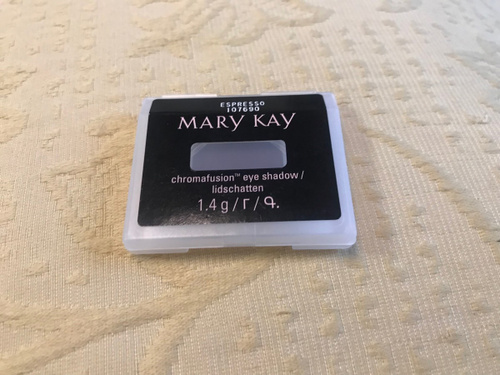 ESPRESSO
107690
MARY KAY
chromafusion™ eye shadow /
lidschatten
1.4 g / Г / գ.